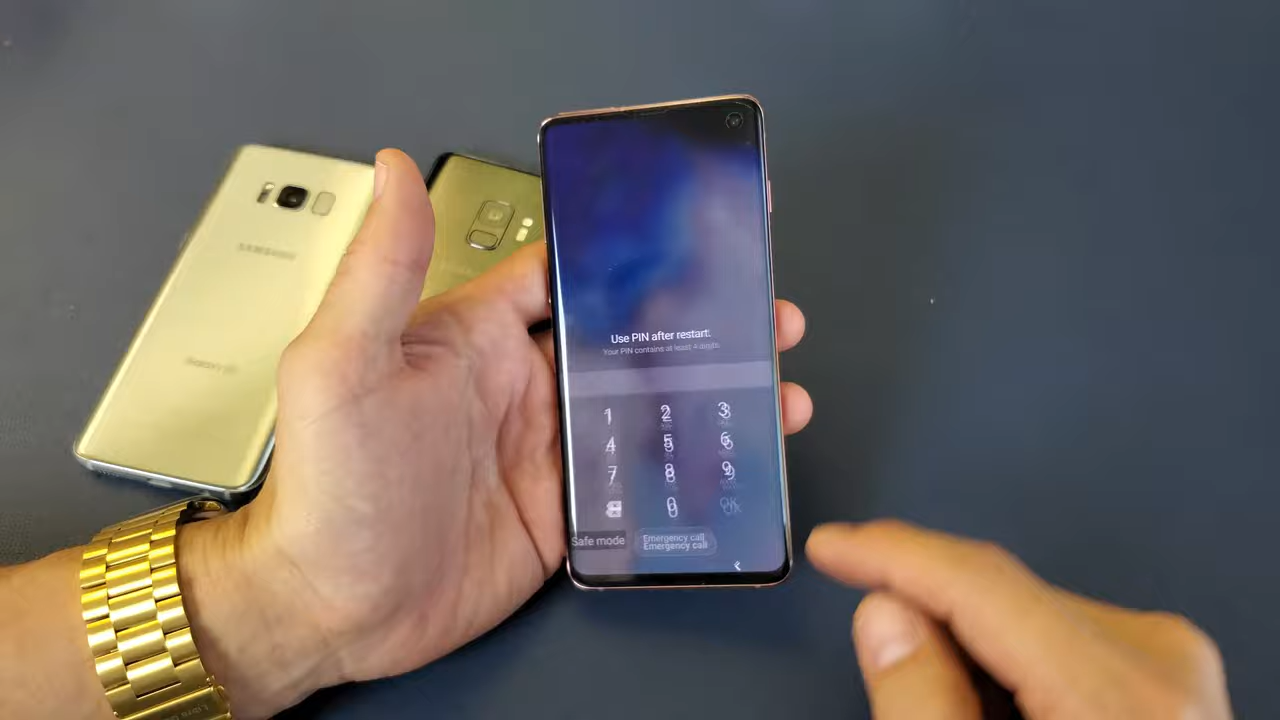 SAMSUNG
Use PIN after restart.
Your PIN contains at least 4 digits.
1 2 3
4 5 6
7 8 9
0 OK
Safe mode
Emergency call